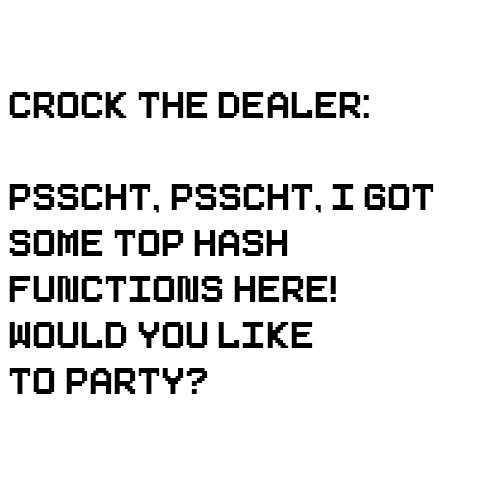 CROCK THE DEALER:
PSSCHT, PSSCHT, I GOT
SOME TOP HASH
FUNCTIONS HERE!
WOULD YOU LIKE
TO PARTY?